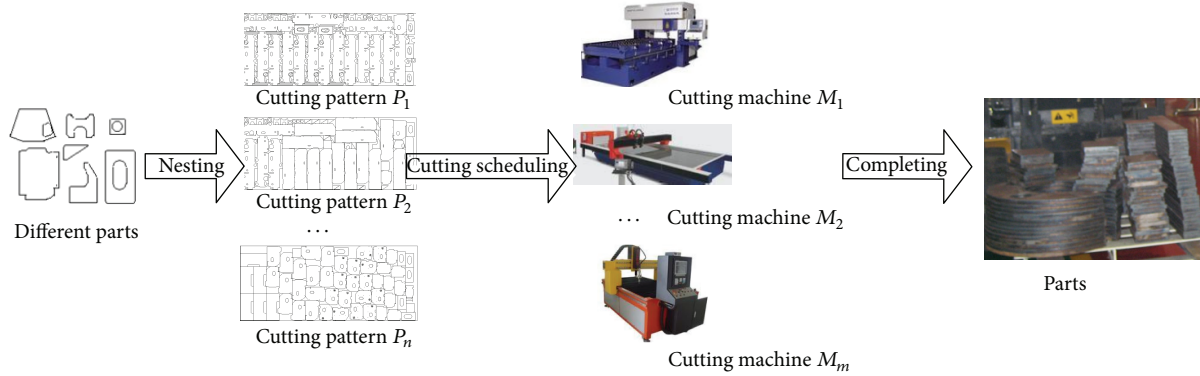 Cutting pattern P1
Cutting machine M1
Nesting
Cutting scheduling
Completing
Different parts
Cutting pattern P2
...
... Cutting machine M2
Parts
Cutting pattern Pn
Cutting machine Mm